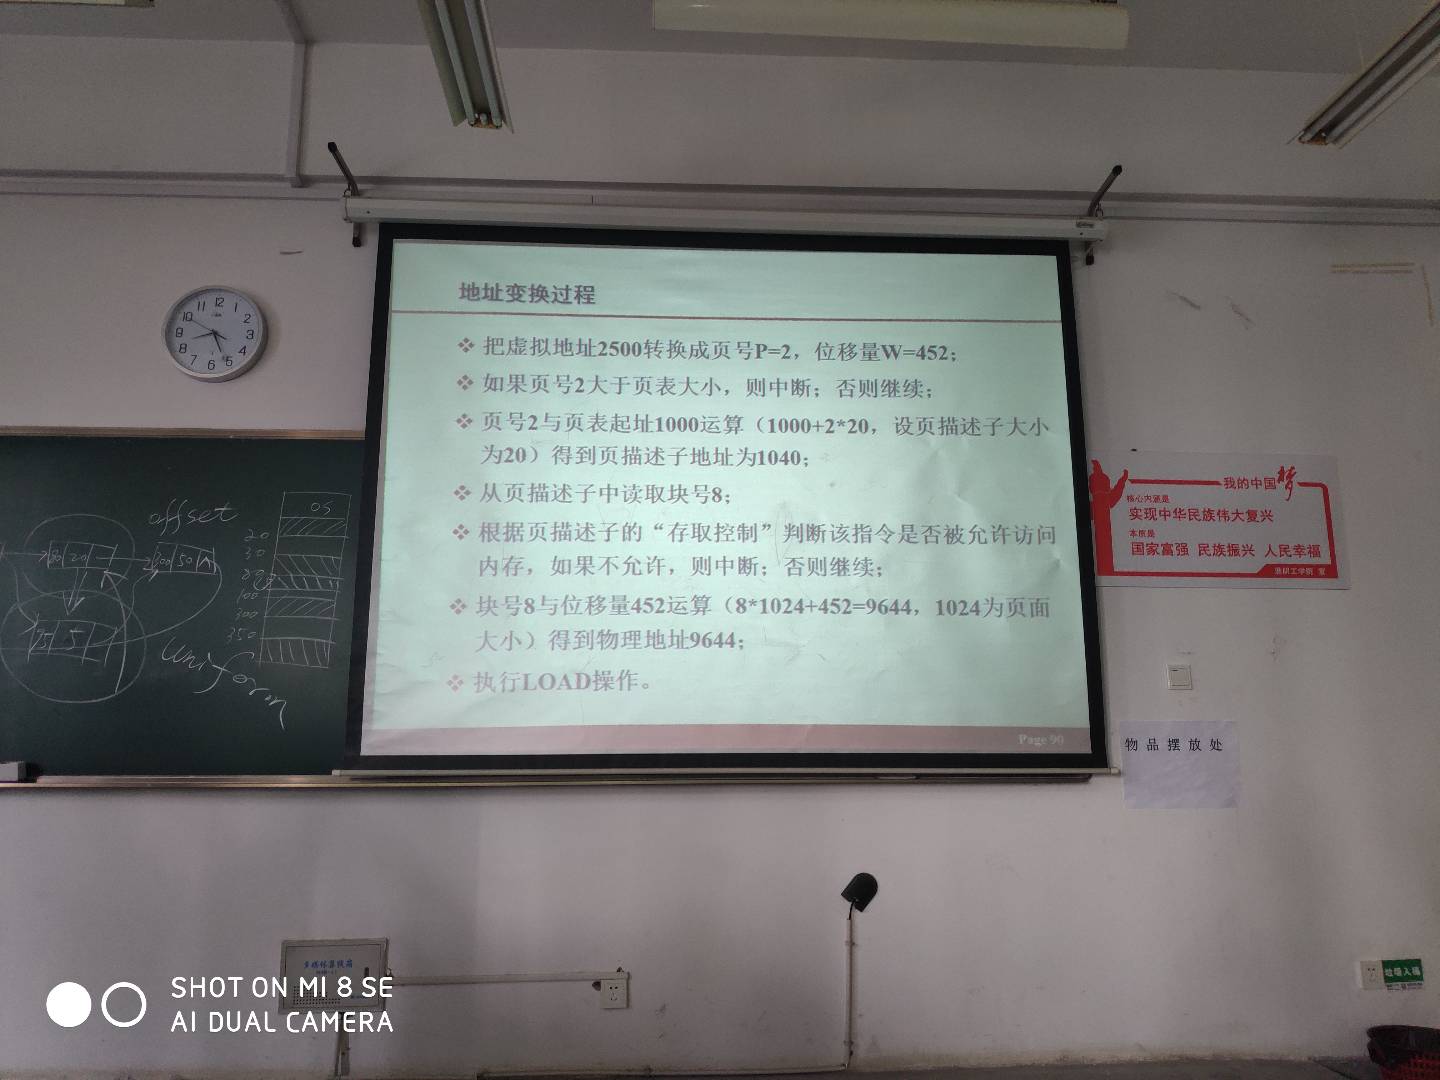 地址变换过程
把虚拟地址2500转换成页号P=2，位移量W=452；
如果页号2大于页表大小，则中断；否则继续；
页号2与页表起址1000运算（1000+2*20，设页描述子大小
为20）得到页描述子地址为1040；
从页描述子中读取块号8；
根据页描述子的“存取控制”判断该指令是否被允许访问
内存，如果不允许，则中断；否则继续；
块号8与位移量452运算（8*1024+452=9644，1024为页面
大小）得到物理地址9644；
执行LOAD操作。
Page 90
offset
OS
20
30
100
300
350
我的中国梦
核心内涵是
实现中华民族伟大复兴
本质是
国家富强 民族振兴 人民幸福
物品摆放处
12
1
2
3
4
5
6
7
8
9
10
11
SHOT ON MI 8 SE
AI DUAL CAMERA